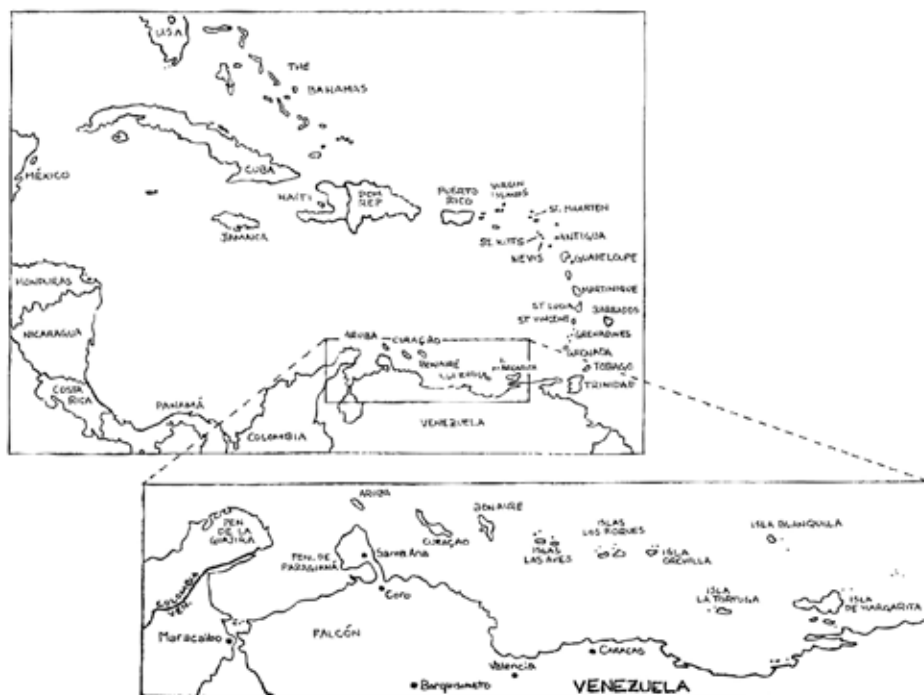 U.S.A
THE
BAHAMAS
MÉXICO
CUBA
HAÏTI
DOM
REP
PUERTO
RICO
VIRGIN
ISLANDS
ST. MAARTEN
JAMAICA
ST. KITTS
ANTIGUA
NEVIS
GUADELOUPE
HONDURAS
MARTINIQUE
ST LUCIA
BARBADOS
ST VINCENT
NICARAGUA
GRENADINES
ARUBA
CURAÇAO
GRENADA
BONAIRE
TOBAGO
COSTA
RICA
TRINIDAD
PANAMÁ
COLOMBIA
VENEZUELA
ARUBA
BONAIRE
PEN.
DE LA
GUAJIRA
CURAÇAO
ISLAS
LOS ROQUES
ISLA BLANQUILLA
PEN. DE
PARAGUANÁ
Santa Ana
ISLAS
LAS AVES
ISLA
ORCHILLA
COLOMBIA
VEN.
Coro
ISLA
LA TORTUGA
ISLA
DE MARGARITA
Maracaibo
FALCÓN
CARACAS
Valencia
Barquisimeto
VENEZUELA